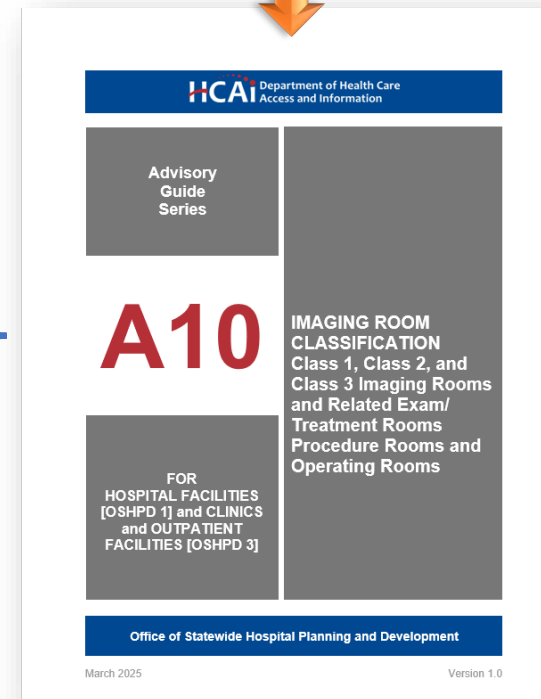 HCAi Department of Health Care
Access and Information
Advisory
Guide
Series
A10
IMAGING ROOM
CLASSIFICATION
Class 1, Class 2, and
Class 3 Imaging Rooms
and Related Exam/
Treatment Rooms
Procedure Rooms and
Operating Rooms
FOR
HOSPITAL FACILITIES
[OSHPD 1] and CLINICS
and OUTPATIENT
FACILITIES [OSHPD 3]
Office of Statewide Hospital Planning and Development
March 2025
Version 1.0